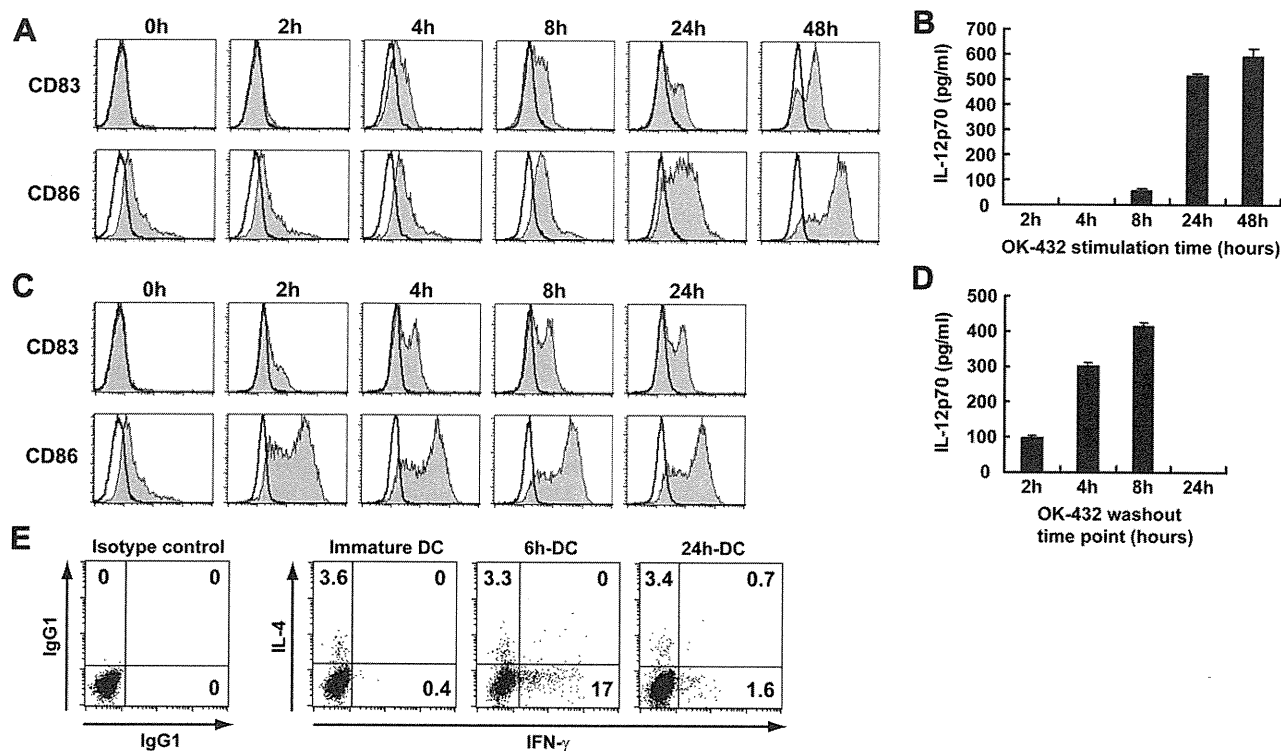 A
0h 2h 4h 8h 24h 48h
CD83
CD86
B
IL-12p70 (pg/ml)
700
600
500
400
300
200
100
0
2h 4h 8h 24h 48h
OK-432 stimulation time (hours)
C
0h 2h 4h 8h 24h
CD83
CD86
D
IL-12p70 (pg/ml)
500
400
300
200
100
0
2h 4h 8h 24h
OK-432 washout
time point (hours)
E
Isotype control Immature DC 6h-DC 24h-DC
0 0 3.6 0 3.3 0 3.4 0.7
IgG1
IL-4
0 0.4 17 1.6
IgG1
IFN-γ